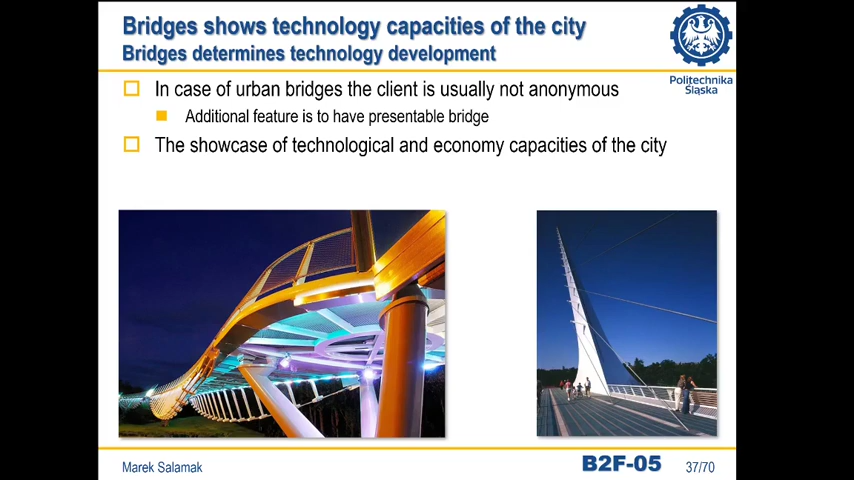 Bridges shows technology capacities of the city
Bridges determines technology development
Politechnika
Śląska
In case of urban bridges the client is usually not anonymous
Additional feature is to have presentable bridge
The showcase of technological and economy capacities of the city
Marek Salamak
B2F-05
37/70